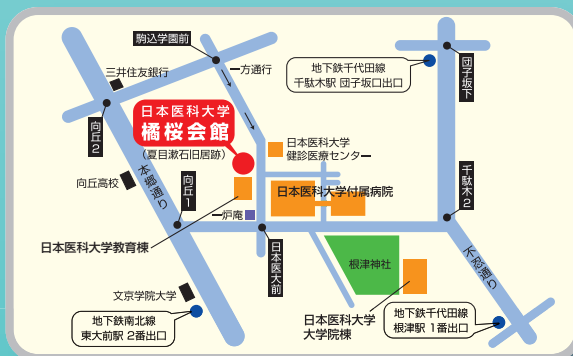 駒込学園前
三井住友銀行
一方通行
地下鉄千代田線
千駄木駅 団子坂口出口
団子坂下
向丘2
日本医科大学
橘桜会館
(夏目漱石旧居跡)
日本医科大学
健診医療センター
向丘高校
本郷通り
向丘1
日本医科大学付属病院
千駄木2
一炉庵
日本医科大学教育棟
日本医大前
根津神社
不忍通り
文京学院大学
日本医科大学
大学院棟
地下鉄南北線
東大前駅 2番出口
地下鉄千代田線
根津駅 1番出口